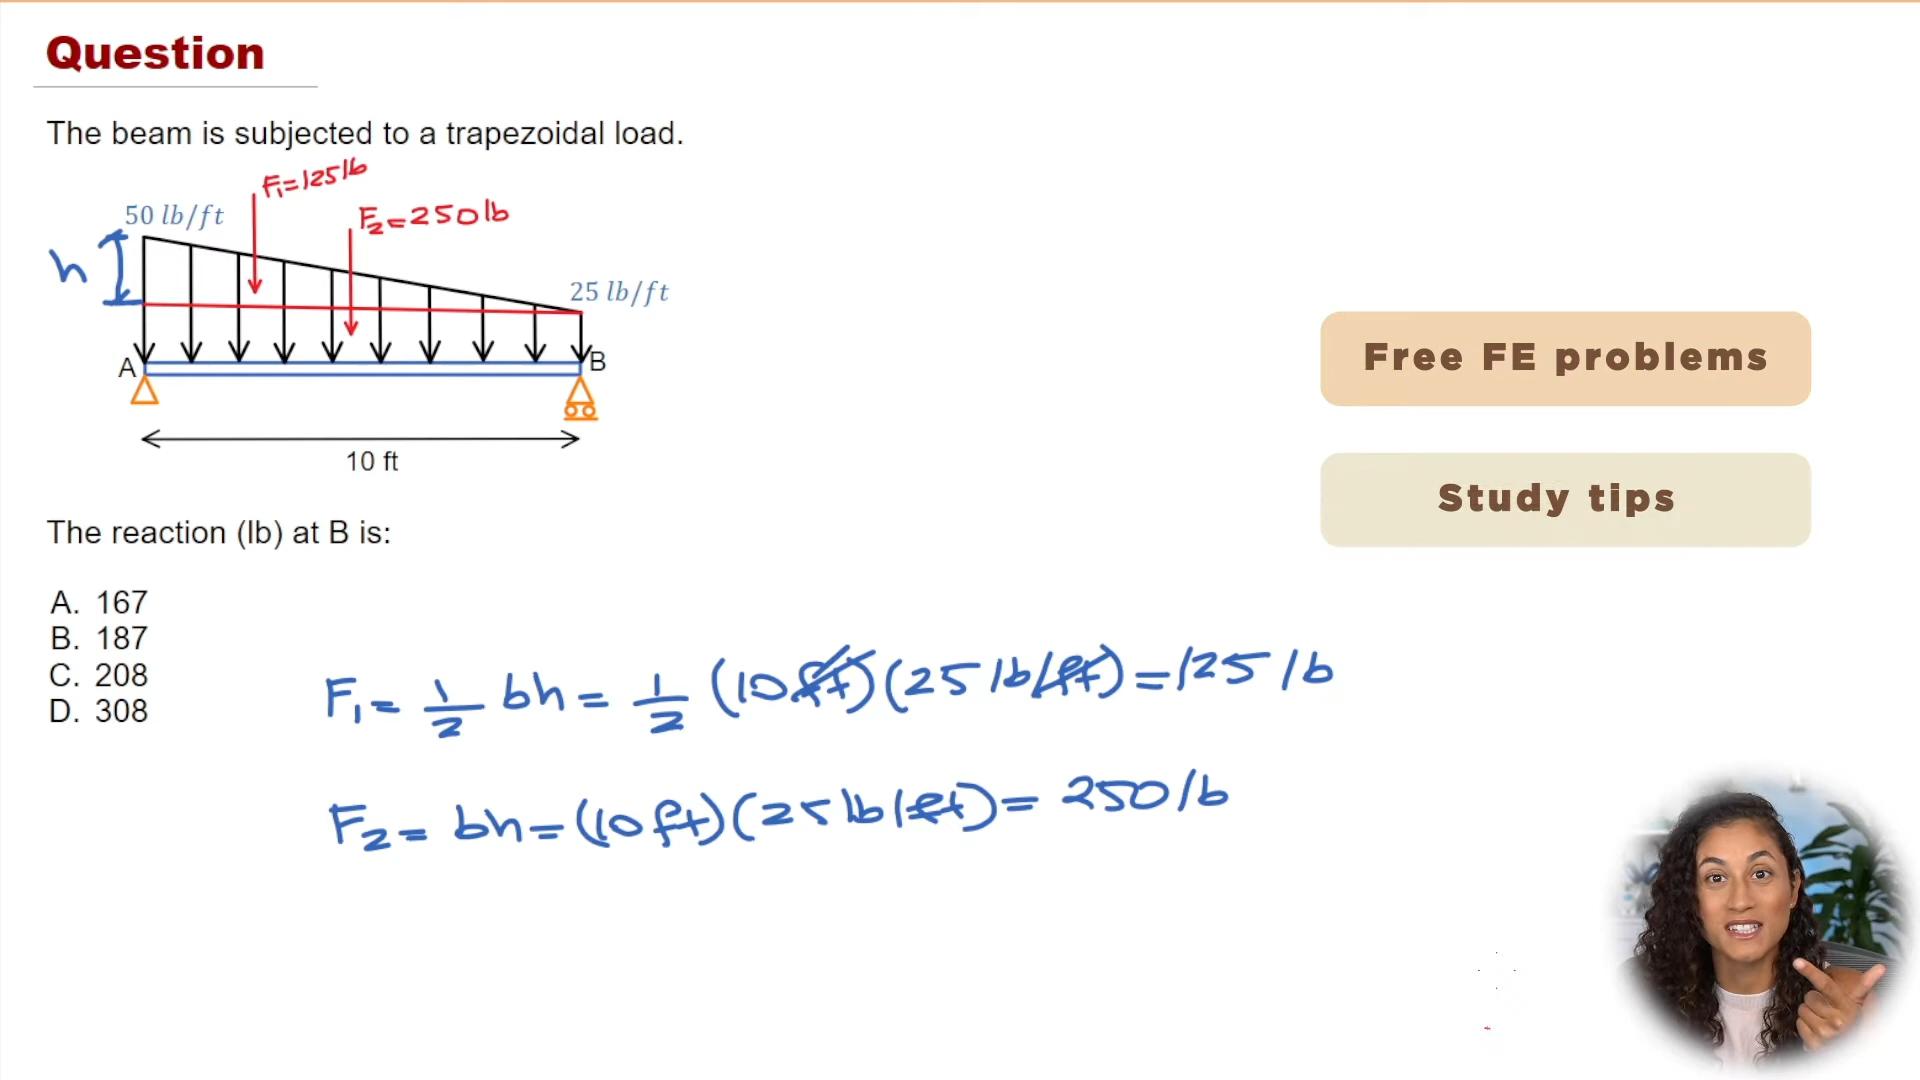 Question
The beam is subjected to a trapezoidal load.
F₁=125lb
50 lb/ft
F₂=250lb
h
25 lb/ft
A
B
10 ft
Free FE problems
Study tips
The reaction (lb) at B is:
A. 167
B. 187
C. 208
D. 308
F₁ = 1/2 bh = 1/2 (10ft)(25 lb/ft) = 125 lb
F₂ = bh = (10 ft)(25 lb/ft) = 250 lb